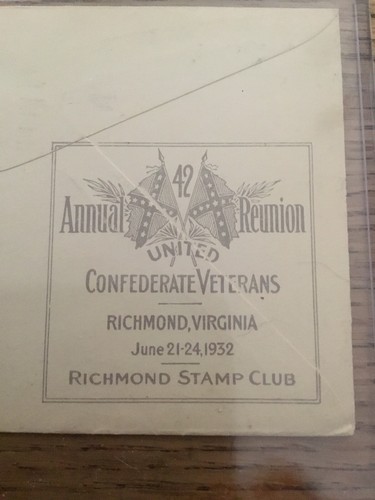 42
Annual Reunion
UNITED
CONFEDERATE VETERANS
RICHMOND, VIRGINIA
June 21-24, 1932
RICHMOND STAMP CLUB